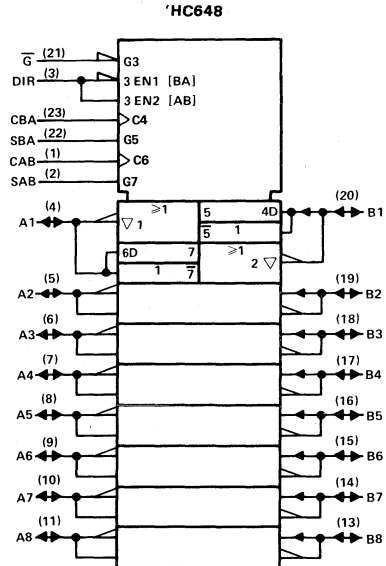 'HC648
G̅ (21) G3
DIR (3) 3 EN1 [BA]
3 EN2 [AB]
CBA (23) C4
SBA (22) G5
CAB (1) C6
SAB (2) G7
A1 (4) ≥1 ▽1 5 4D 5̅ 1 (20) B1
6D 7 1 7̅ ≥1 2▽
A2 (5) (19) B2
A3 (6) (18) B3
A4 (7) (17) B4
A5 (8) (16) B5
A6 (9) (15) B6
A7 (10) (14) B7
A8 (11) (13) B8